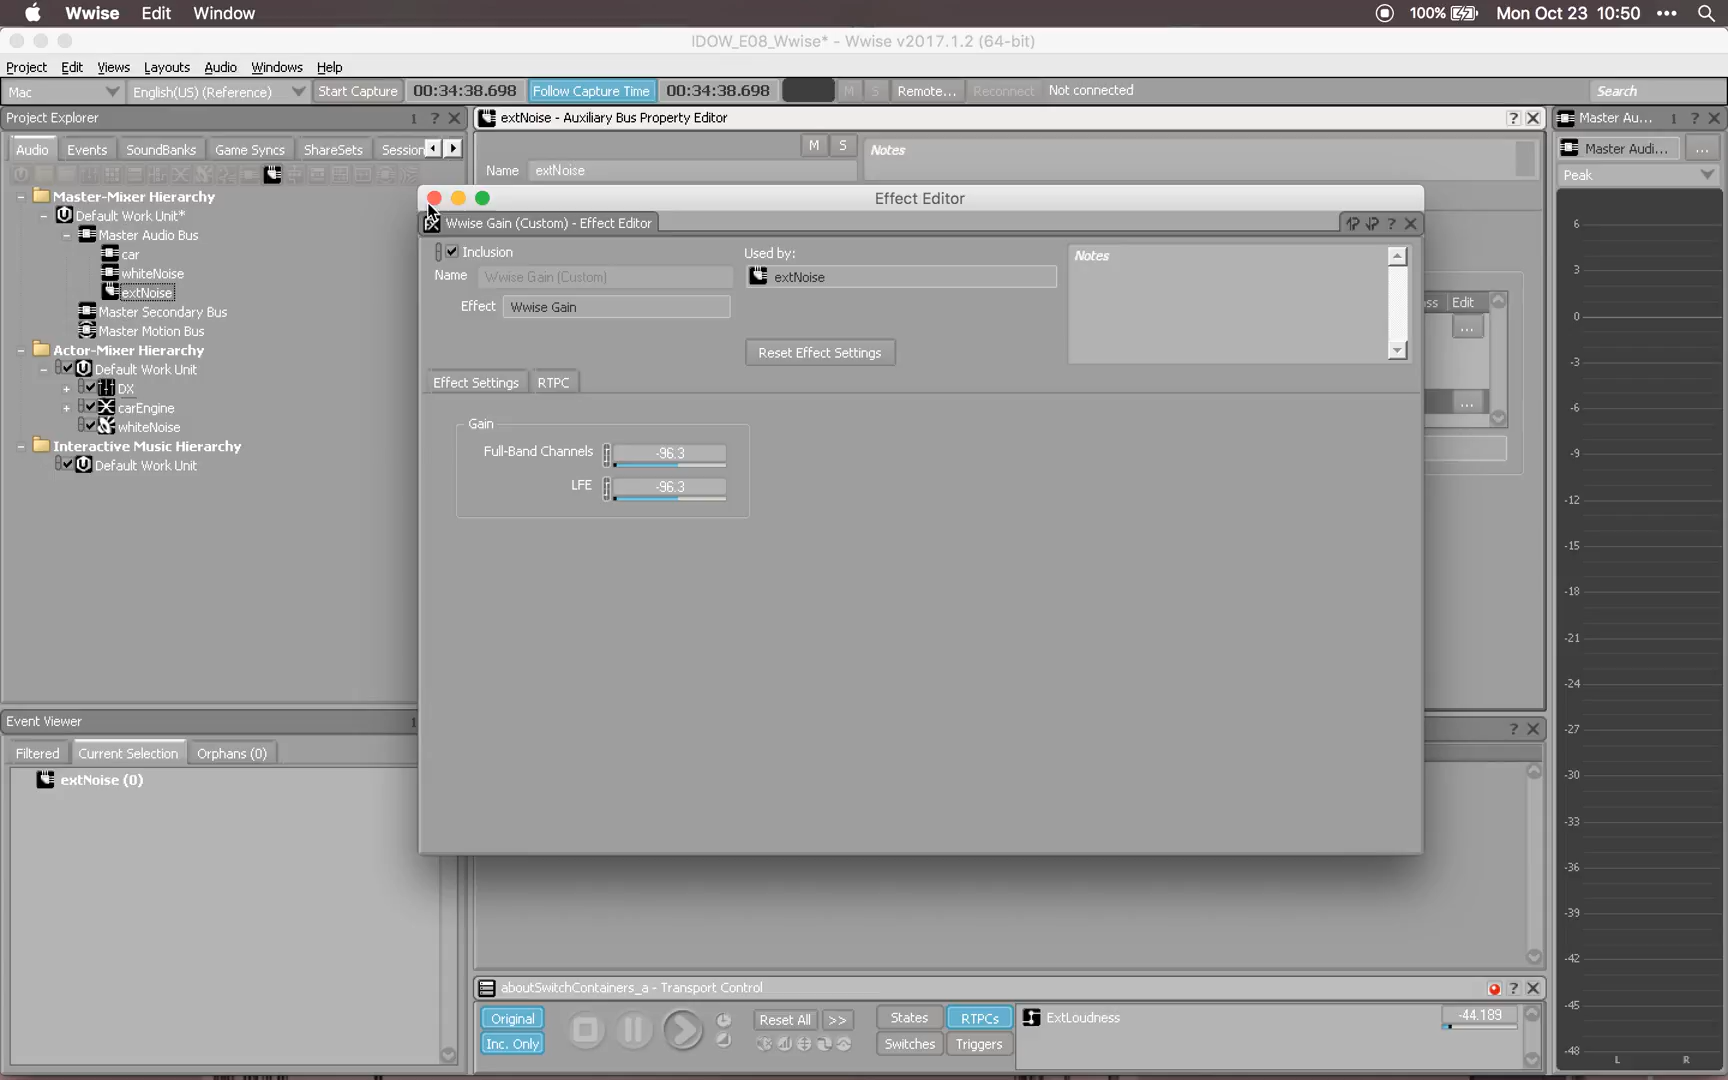 Wwise Edit Window 100% Mon Oct 23 10:50
IDOW_E08_Wwise* - Wwise v2017.1.2 (64-bit)
Project Edit Views Layouts Audio Windows Help
Mac English(US) (Reference) Start Capture 00:34:38.698 Follow Capture Time 00:34:38.698 M S Remote... Reconnect Not connected Search
Project Explorer 1 ? extNoise - Auxiliary Bus Property Editor ? Master Au... 1 ?
Audio Events SoundBanks Game Syncs ShareSets Session M S Notes Master Audi... ...
Name extNoise
Peak
Master-Mixer Hierarchy
Default Work Unit*
Master Audio Bus
car
whiteNoise
extNoise
Master Secondary Bus
Master Motion Bus
Actor-Mixer Hierarchy
Default Work Unit
DX
carEngine
whiteNoise
Interactive Music Hierarchy
Default Work Unit
Effect Editor
Wwise Gain (Custom) - Effect Editor ?
Inclusion Used by: Notes
Name Wwise Gain (Custom) extNoise
Effect Wwise Gain
Reset Effect Settings
Effect Settings RTPC
Gain
Full-Band Channels -96.3
LFE -96.3
ss Edit
...
...
6
3
0
-3
-6
-9
-12
-15
-18
-21
-24
-27
-30
-33
-36
-39
-42
-45
-48
L R
Event Viewer 1 ?
Filtered Current Selection Orphans (0)
extNoise (0)
aboutSwitchContainers_a - Transport Control ?
Original Reset All >> States RTPCs ExtLoudness -44.189
Inc. Only Switches Triggers